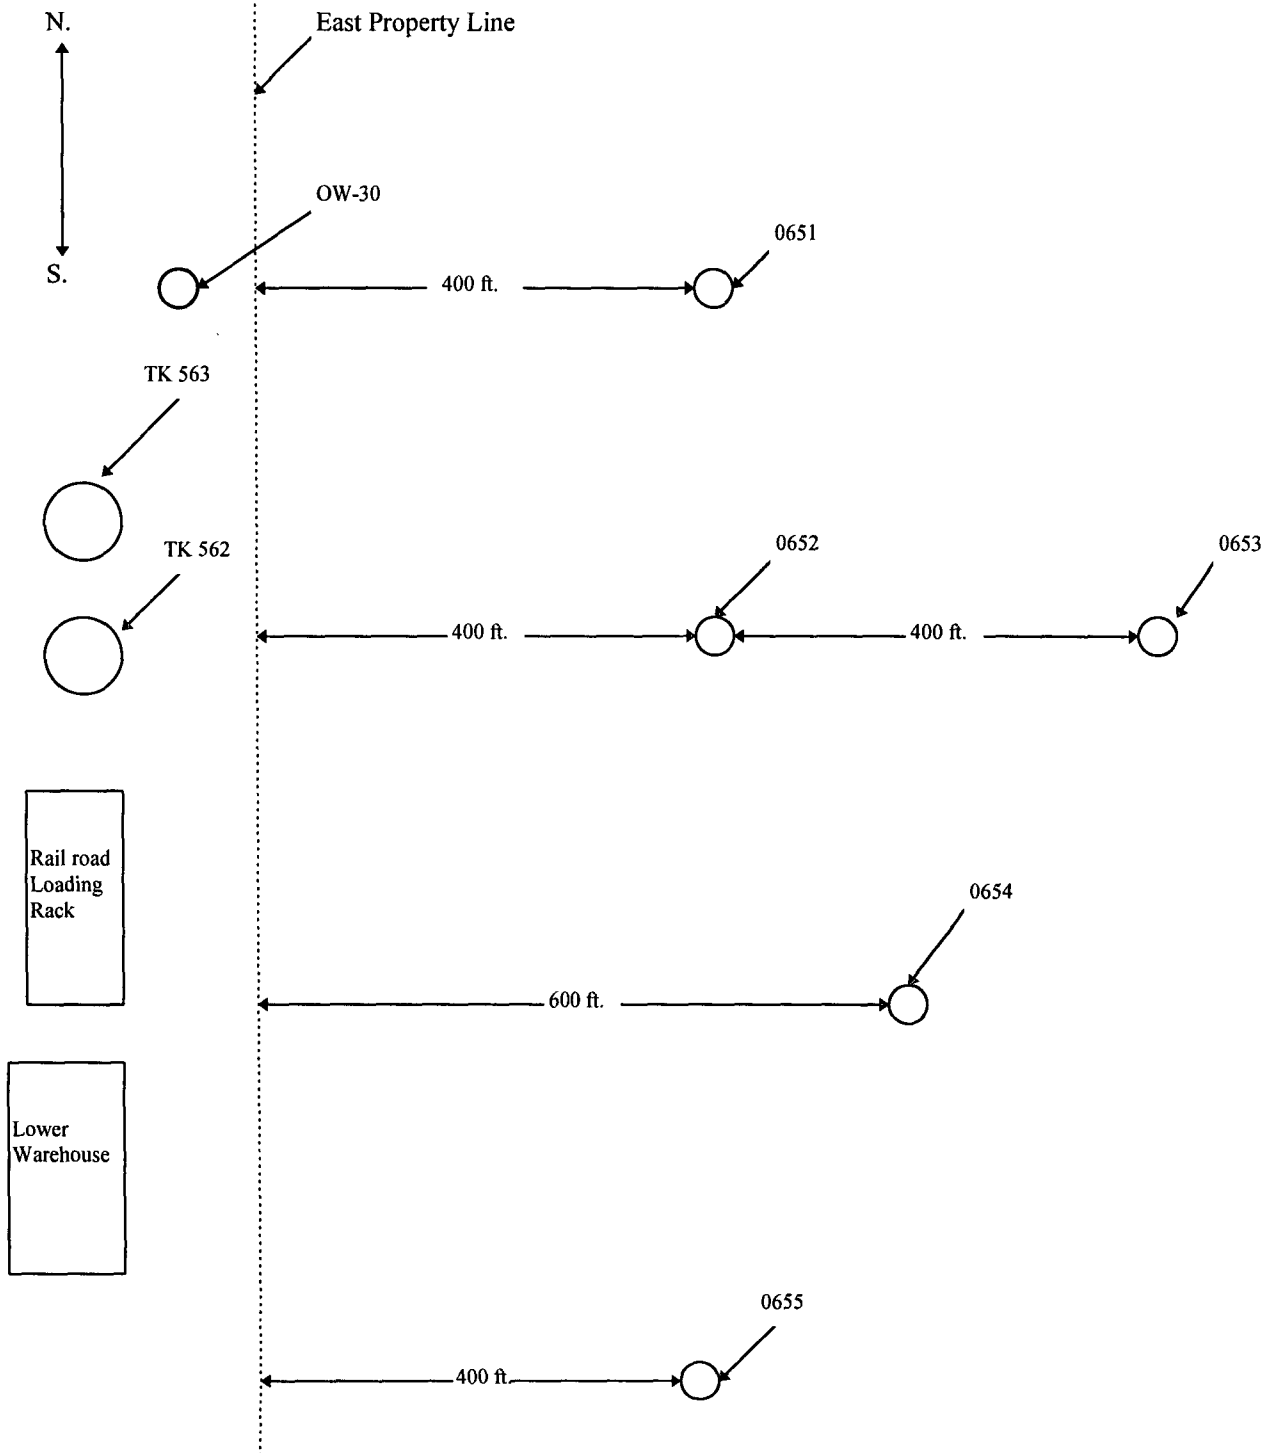 N.
East Property Line
OW-30
0651
S.
400 ft.
TK 563
0652
0653
TK 562
400 ft.
400 ft.
Rail road
Loading
Rack
0654
600 ft.
Lower
Warehouse
0655
400 ft.